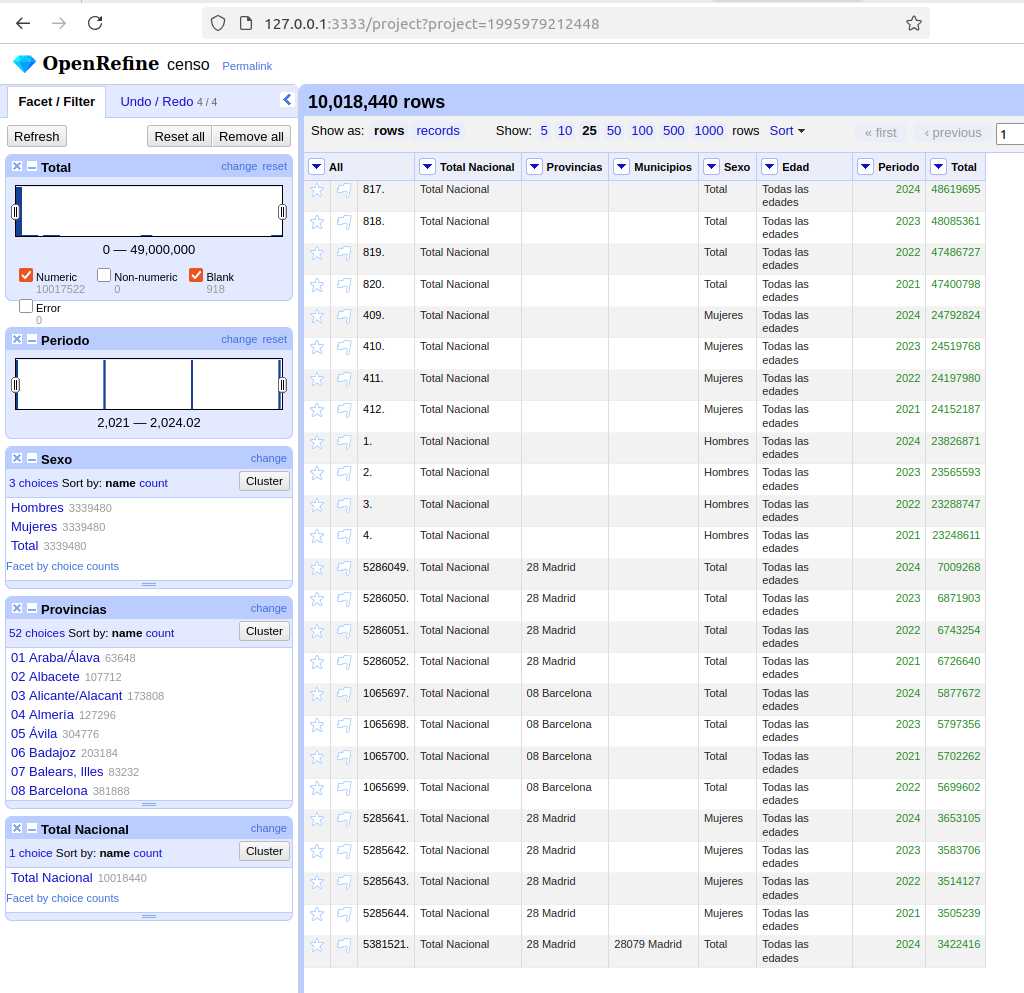 127.0.0.1:3333/project?project=1995979212448
OpenRefine censo Permalink
Facet / Filter Undo / Redo 4 / 4
Refresh Reset all Remove all
Total change reset
0 — 49,000,000
Numeric Non-numeric Blank
10017522 0 918
Error
0
Periodo change reset
2,021 — 2,024.02
Sexo change
3 choices Sort by: name count Cluster
Hombres 3339480
Mujeres 3339480
Total 3339480
Facet by choice counts
Provincias change
52 choices Sort by: name count Cluster
01 Araba/Álava 63648
02 Albacete 107712
03 Alicante/Alacant 173808
04 Almería 127296
05 Ávila 304776
06 Badajoz 203184
07 Balears, Illes 83232
08 Barcelona 381888
Total Nacional change
1 choice Sort by: name count Cluster
Total Nacional 10018440
Facet by choice counts
10,018,440 rows
Show as: rows records Show: 5 10 25 50 100 500 1000 rows Sort « first ‹ previous 1
All Total Nacional Provincias Municipios Sexo Edad Periodo Total
817. Total Nacional Total Todas las edades 2024 48619695
818. Total Nacional Total Todas las edades 2023 48085361
819. Total Nacional Total Todas las edades 2022 47486727
820. Total Nacional Total Todas las edades 2021 47400798
409. Total Nacional Mujeres Todas las edades 2024 24792824
410. Total Nacional Mujeres Todas las edades 2023 24519768
411. Total Nacional Mujeres Todas las edades 2022 24197980
412. Total Nacional Mujeres Todas las edades 2021 24152187
1. Total Nacional Hombres Todas las edades 2024 23826871
2. Total Nacional Hombres Todas las edades 2023 23565593
3. Total Nacional Hombres Todas las edades 2022 23288747
4. Total Nacional Hombres Todas las edades 2021 23248611
5286049. Total Nacional 28 Madrid Total Todas las edades 2024 7009268
5286050. Total Nacional 28 Madrid Total Todas las edades 2023 6871903
5286051. Total Nacional 28 Madrid Total Todas las edades 2022 6743254
5286052. Total Nacional 28 Madrid Total Todas las edades 2021 6726640
1065697. Total Nacional 08 Barcelona Total Todas las edades 2024 5877672
1065698. Total Nacional 08 Barcelona Total Todas las edades 2023 5797356
1065700. Total Nacional 08 Barcelona Total Todas las edades 2021 5702262
1065699. Total Nacional 08 Barcelona Total Todas las edades 2022 5699602
5285641. Total Nacional 28 Madrid Mujeres Todas las edades 2024 3653105
5285642. Total Nacional 28 Madrid Mujeres Todas las edades 2023 3583706
5285643. Total Nacional 28 Madrid Mujeres Todas las edades 2022 3514127
5285644. Total Nacional 28 Madrid Mujeres Todas las edades 2021 3505239
5381521. Total Nacional 28 Madrid 28079 Madrid Total Todas las edades 2024 3422416